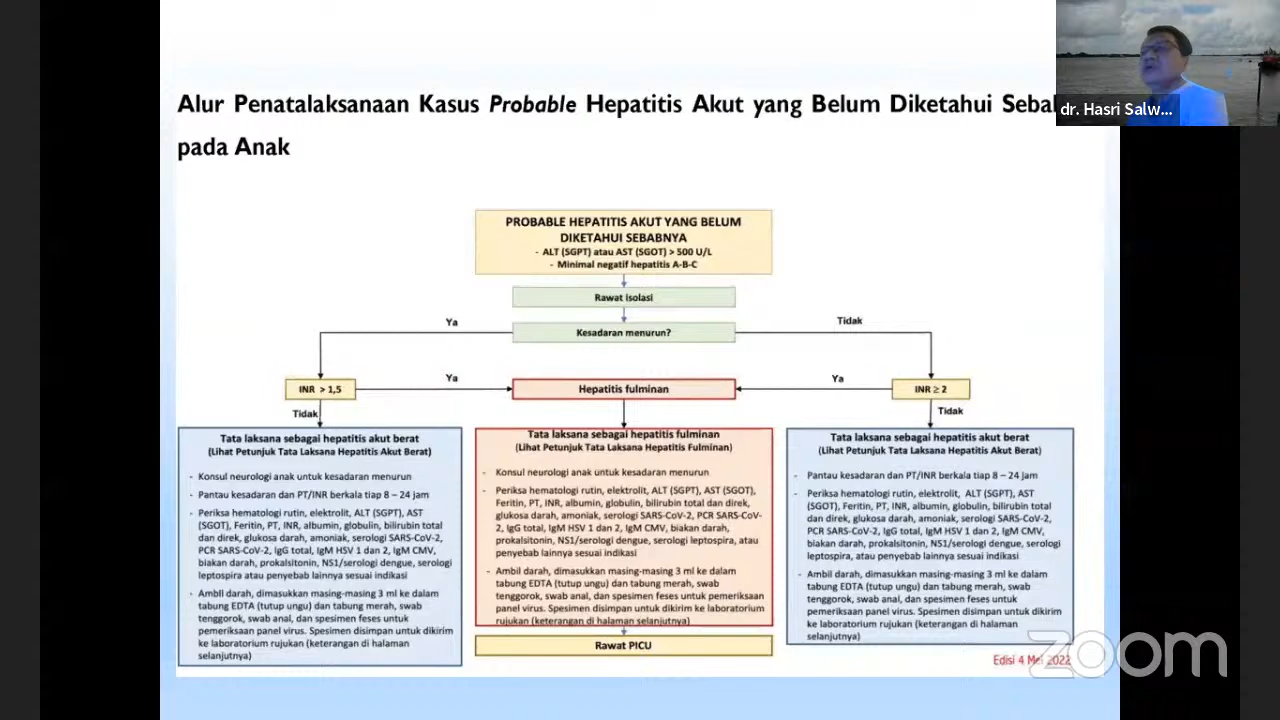 Alur Penatalaksanaan Kasus Probable Hepatitis Akut yang Belum Diketahui Seba
pada Anak
dr. Hasri Salw...
PROBABLE HEPATITIS AKUT YANG BELUM
DIKETAHUI SEBABNYA
- ALT (SGPT) atau AST (SGOT) > 500 U/L
- Minimal negatif hepatitis A-B-C
Rawat isolasi
Kesadaran menurun?
Ya
Tidak
INR > 1,5
Ya
Hepatitis fulminan
Ya
INR ≥ 2
Tidak
Tidak
Tata laksana sebagai hepatitis akut berat
(Lihat Petunjuk Tata Laksana Hepatitis Akut Berat)
- Konsul neurologi anak untuk kesadaran menurun
- Pantau kesadaran dan PT/INR berkala tiap 8 – 24 jam
- Periksa hematologi rutin, elektrolit, ALT (SGPT), AST
(SGOT), Feritin, PT, INR, albumin, globulin, bilirubin total
dan direk, glukosa darah, amoniak, serologi SARS-CoV-2,
PCR SARS-CoV-2, IgG total, IgM HSV 1 dan 2, IgM CMV,
biakan darah, prokalsitonin, NS1/serologi dengue, serologi
leptospira atau penyebab lainnya sesuai indikasi
- Ambil darah, dimasukkan masing-masing 3 ml ke dalam
tabung EDTA (tutup ungu) dan tabung merah, swab
tenggorok, swab anal, dan spesimen feses untuk
pemeriksaan panel virus. Spesimen disimpan untuk dikirim
ke laboratorium rujukan (keterangan di halaman
selanjutnya)
Tata laksana sebagai hepatitis fulminan
(Lihat Petunjuk Tata Laksana Hepatitis Fulminan)
- Konsul neurologi anak untuk kesadaran menurun
- Periksa hematologi rutin, elektrolit, ALT (SGPT), AST (SGOT),
Feritin, PT, INR, albumin, globulin, bilirubin total dan direk,
glukosa darah, amoniak, serologi SARS-CoV-2, PCR SARS-CoV-
2, IgG total, IgM HSV 1 dan 2, IgM CMV, biakan darah,
prokalsitonin, NS1/serologi dengue, serologi leptospira, atau
penyebab lainnya sesuai indikasi
- Ambil darah, dimasukkan masing-masing 3 ml ke dalam
tabung EDTA (tutup ungu) dan tabung merah, swab
tenggorok, swab anal, dan spesimen feses untuk pemeriksaan
panel virus. Spesimen disimpan untuk dikirim ke laboratorium
rujukan (keterangan di halaman selanjutnya)
Rawat PICU
Tata laksana sebagai hepatitis akut berat
(Lihat Petunjuk Tata Laksana Hepatitis Akut Berat)
- Pantau kesadaran dan PT/INR berkala tiap 8 – 24 jam
- Periksa hematologi rutin, elektrolit, ALT (SGPT), AST
(SGOT), Feritin, PT, INR, albumin, globulin, bilirubin total
dan direk, glukosa darah, amoniak, serologi SARS-CoV-2,
PCR SARS-CoV-2, IgG total, IgM HSV 1 dan 2, IgM CMV,
biakan darah, prokalsitonin, NS1/serologi dengue, serologi
leptospira, atau penyebab lainnya sesuai indikasi
- Ambil darah, dimasukkan masing-masing 3 ml ke dalam
tabung EDTA (tutup ungu) dan tabung merah, swab
tenggorok, swab anal, dan spesimen feses untuk
pemeriksaan panel virus. Spesimen disimpan untuk dikirim
ke laboratorium rujukan (keterangan di halaman
selanjutnya)
Edisi 4 Mei 2022
zoom